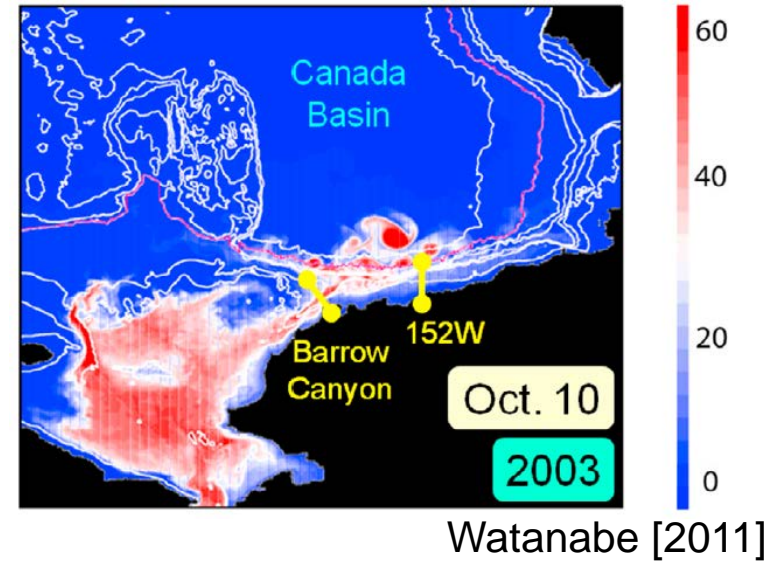 Canada
Basin
152W
Barrow
Canyon
Oct. 10
2003
60
40
20
0
Watanabe [2011]